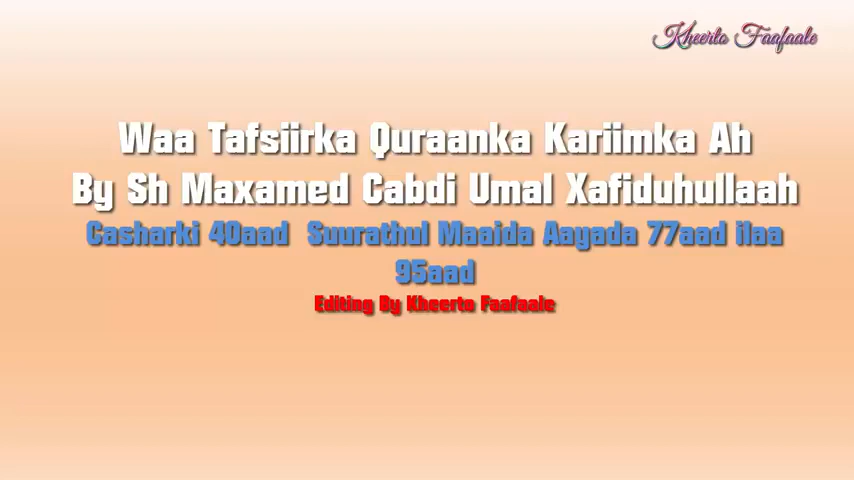 Kheerto Faafaale
Waa Tafsiirka Quraanka Kariimka Ah
By Sh Maxamed Cabdi Umal Xafiduhullaah
Casharki 40aad Suurathul Maaida Aayada 77aad ilaa
95aad
Editing By Kheerto Faafaale